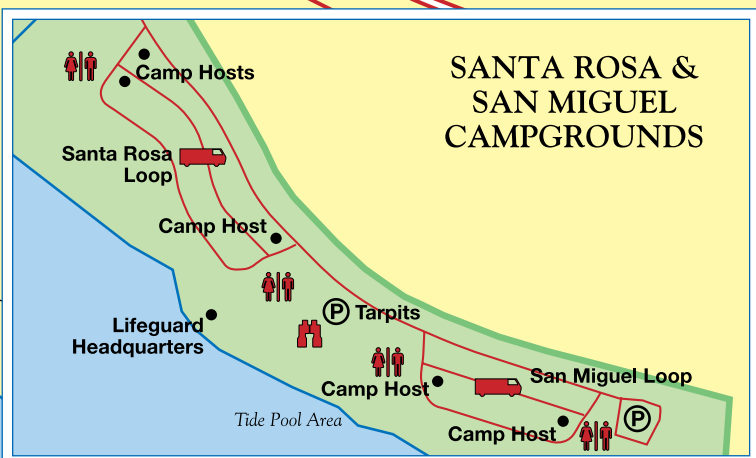 SANTA ROSA &
SAN MIGUEL
CAMPGROUNDS
Camp Hosts
Santa Rosa
Loop
Camp Host
P Tarpits
Lifeguard
Headquarters
San Miguel Loop
Camp Host
P
Tide Pool Area
Camp Host